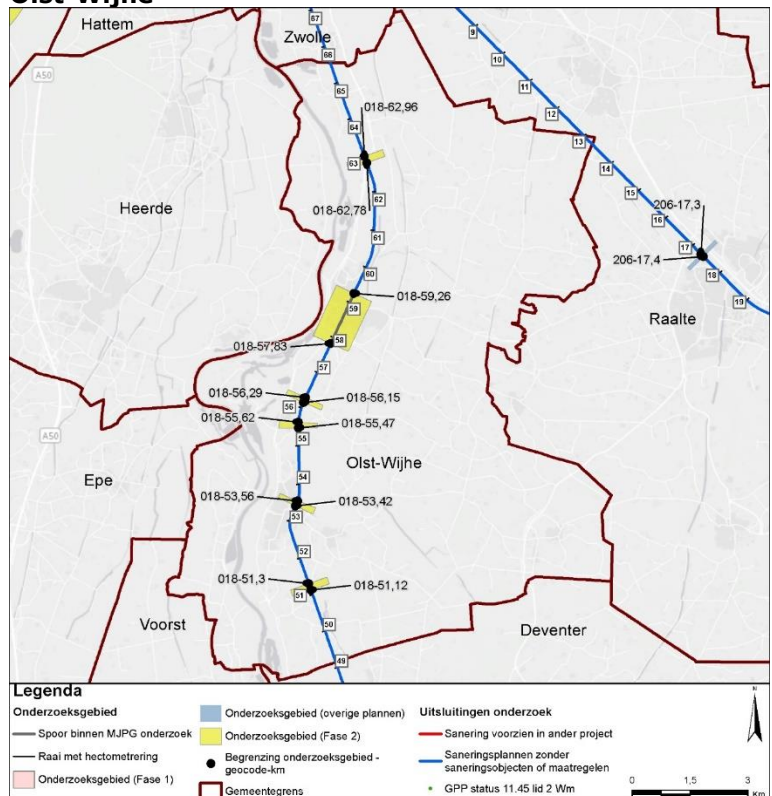 Olst-Wijhe
Hattem
Zwolle
A50
67
66
65
64
63
62
61
60
59
58
57
56
55
54
53
52
51
50
49
9
10
11
12
13
14
15
16
17
18
19
018-62,96
018-62,78
206-17,3
206-17,4
Heerde
018-59,26
Raalte
018-57,83
018-56,29
018-56,15
018-55,62
018-55,47
A50
Olst-Wijhe
Epe
018-53,56
018-53,42
018-51,3
018-51,12
Voorst
Deventer
Legenda
Onderzoeksgebied
Spoor binnen MJPG onderzoek
Raai met hectometrering
Onderzoeksgebied (Fase 1)
Onderzoeksgebied (overige plannen)
Onderzoeksgebied (Fase 2)
Begrenzing onderzoeksgebied -
geocode-km
Gemeentegrens
Uitsluitingen onderzoek
Sanering voorzien in ander project
Saneringsplannen zonder
saneringsobjecten of maatregelen
GPP status 11.45 lid 2 Wm
N
0 1,5 3
Km